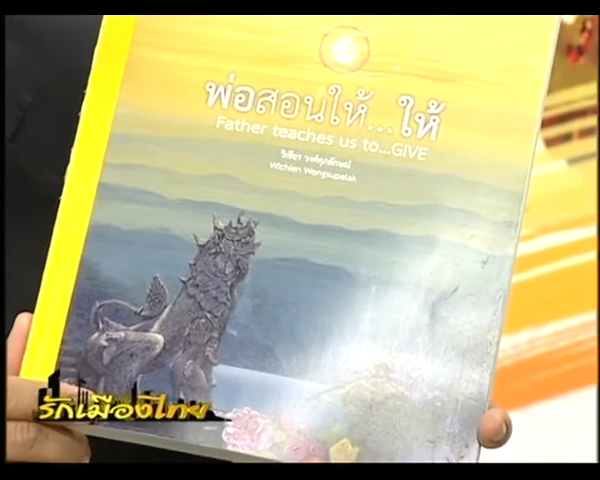 พ่อสอนให้...ให้
Father teaches us to...GIVE
วิเชียร วงศ์ศุภลักษณ์
Wichien Wongsupalak
รักเมืองไทย